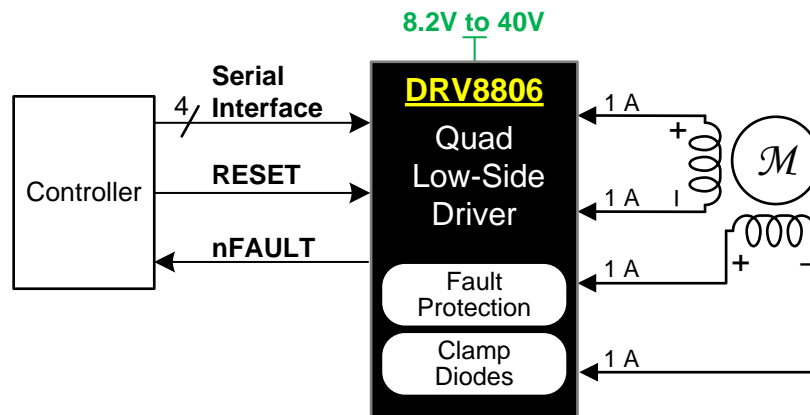 8.2V to 40V
Serial
Interface
4
Controller
RESET
nFAULT
DRV8806
Quad
Low-Side
Driver
Fault
Protection
Clamp
Diodes
1 A
+
–
1 A
M
1 A
+
–
1 A